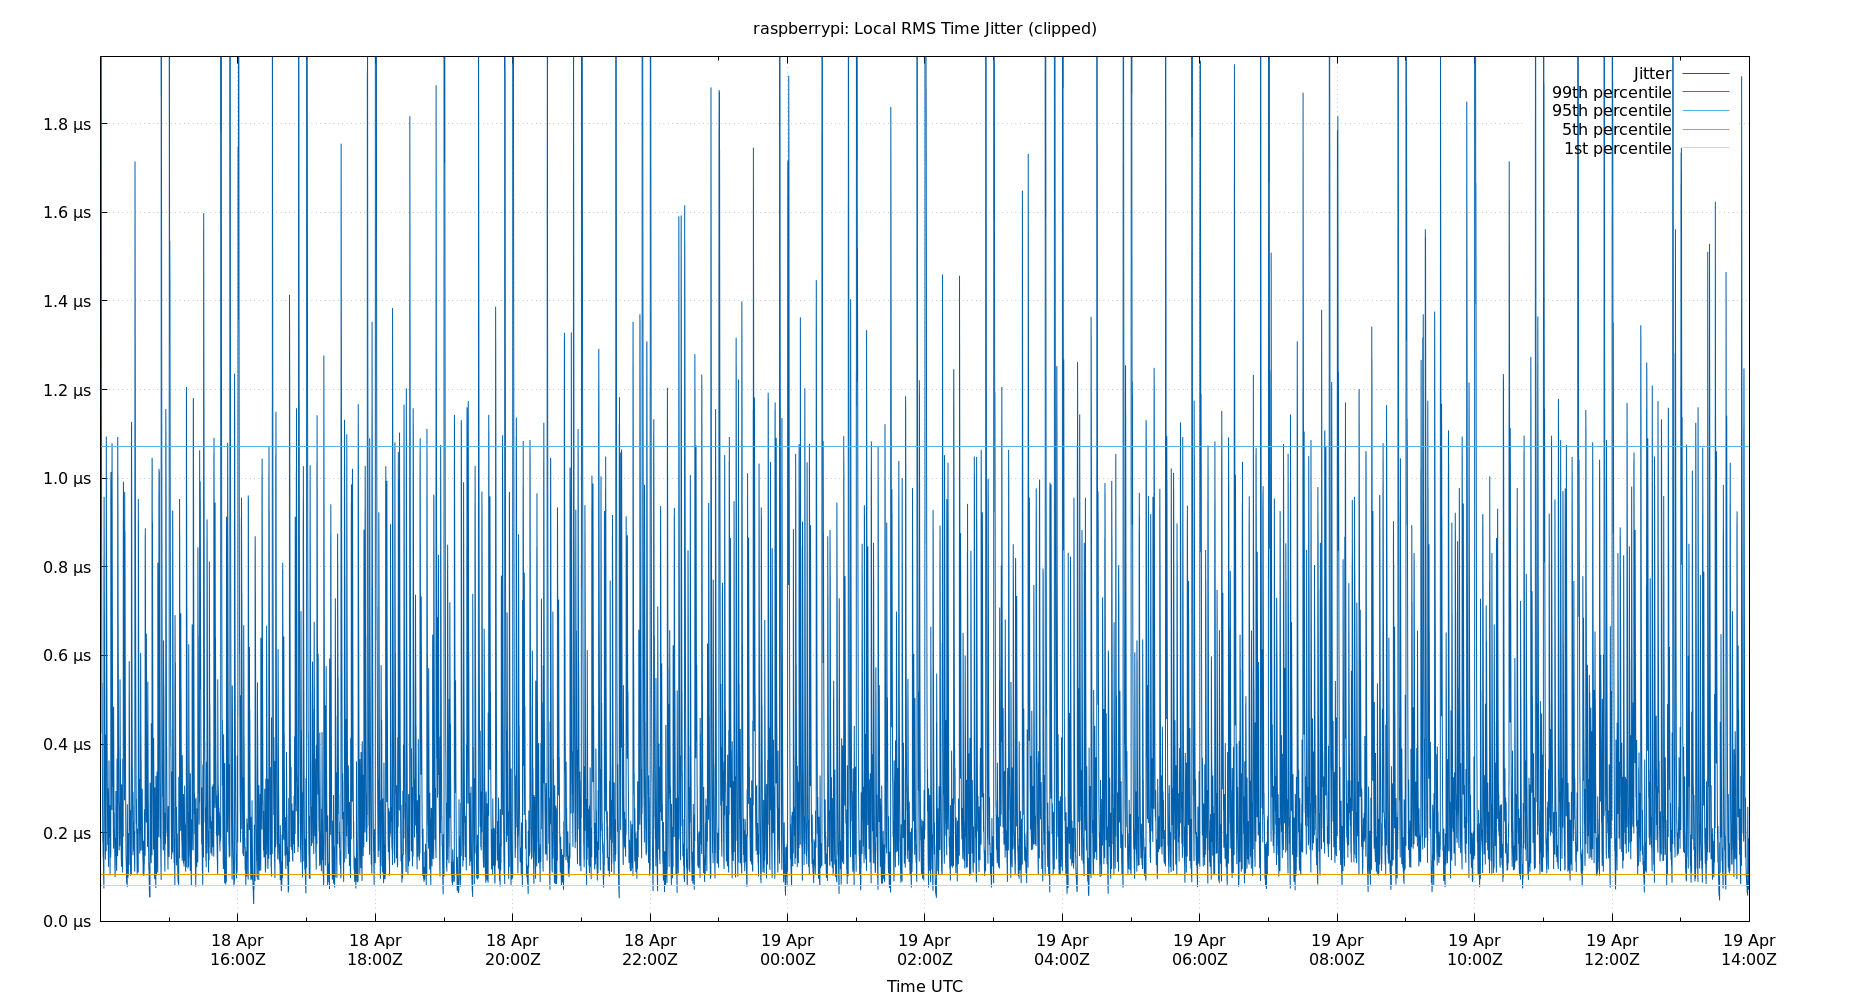 raspberrypi: Local RMS Time Jitter (clipped)
Jitter
99th percentile
95th percentile
5th percentile
1st percentile
1.8 µs
1.6 µs
1.4 µs
1.2 µs
1.0 µs
0.8 µs
0.6 µs
0.4 µs
0.2 µs
0.0 µs
18 Apr 18 Apr 18 Apr 18 Apr 19 Apr 19 Apr 19 Apr 19 Apr 19 Apr 19 Apr 19 Apr 19 Apr
16:00Z 18:00Z 20:00Z 22:00Z 00:00Z 02:00Z 04:00Z 06:00Z 08:00Z 10:00Z 12:00Z 14:00Z
Time UTC